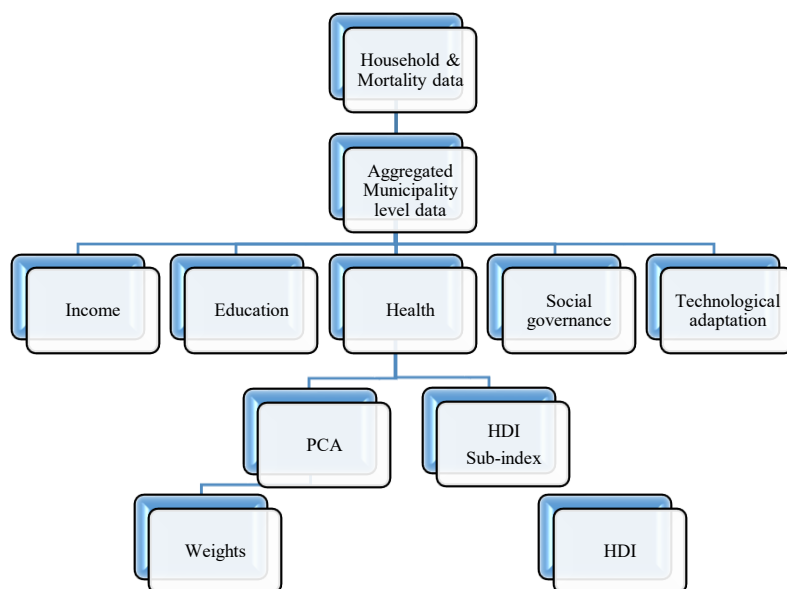 Household &
Mortality data
Aggregated
Municipality
level data
Income
Education
Health
Social
governance
Technological
adaptation
PCA
HDI
Sub-index
Weights
HDI